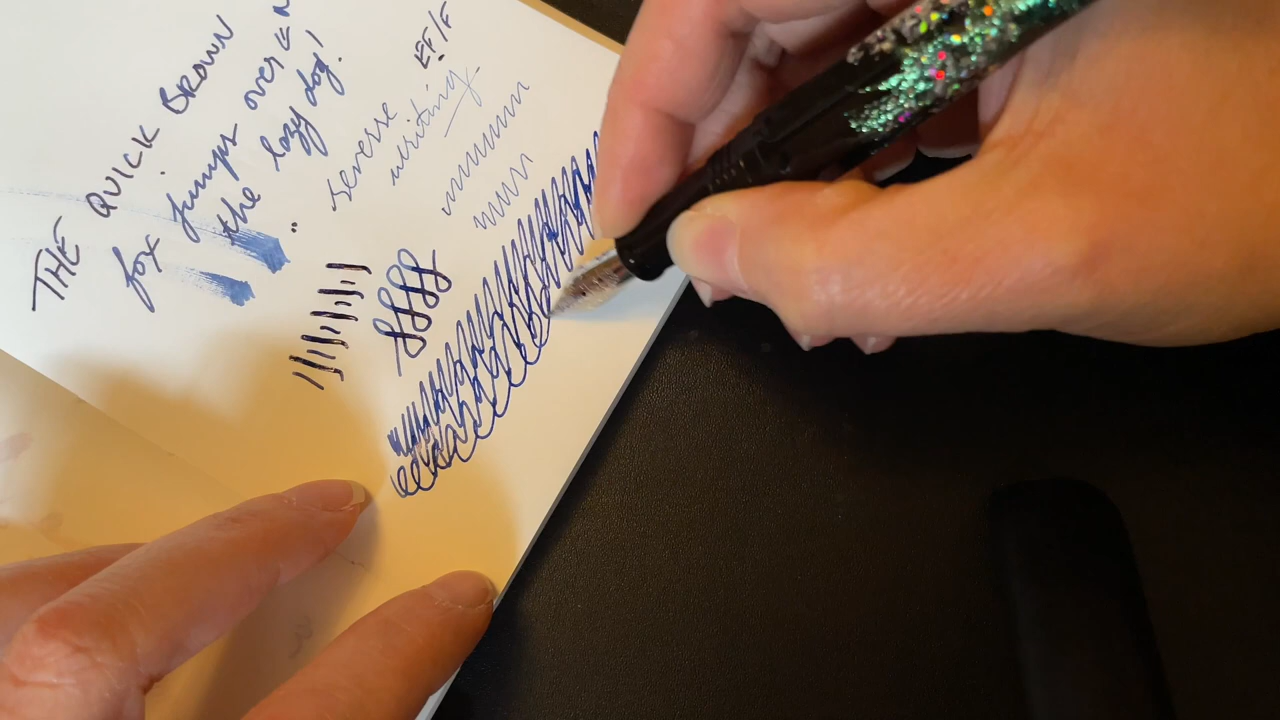 THE QUICK BROWN
fox jumps over
the lazy dog!
reverse
writing.
EF/F